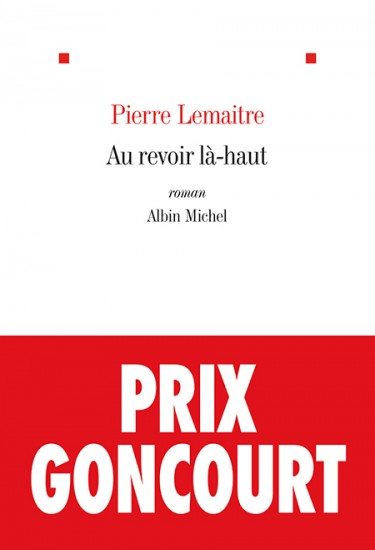 Pierre Lemaitre
Au revoir là-haut
roman
Albin Michel
PRIX
GONCOURT